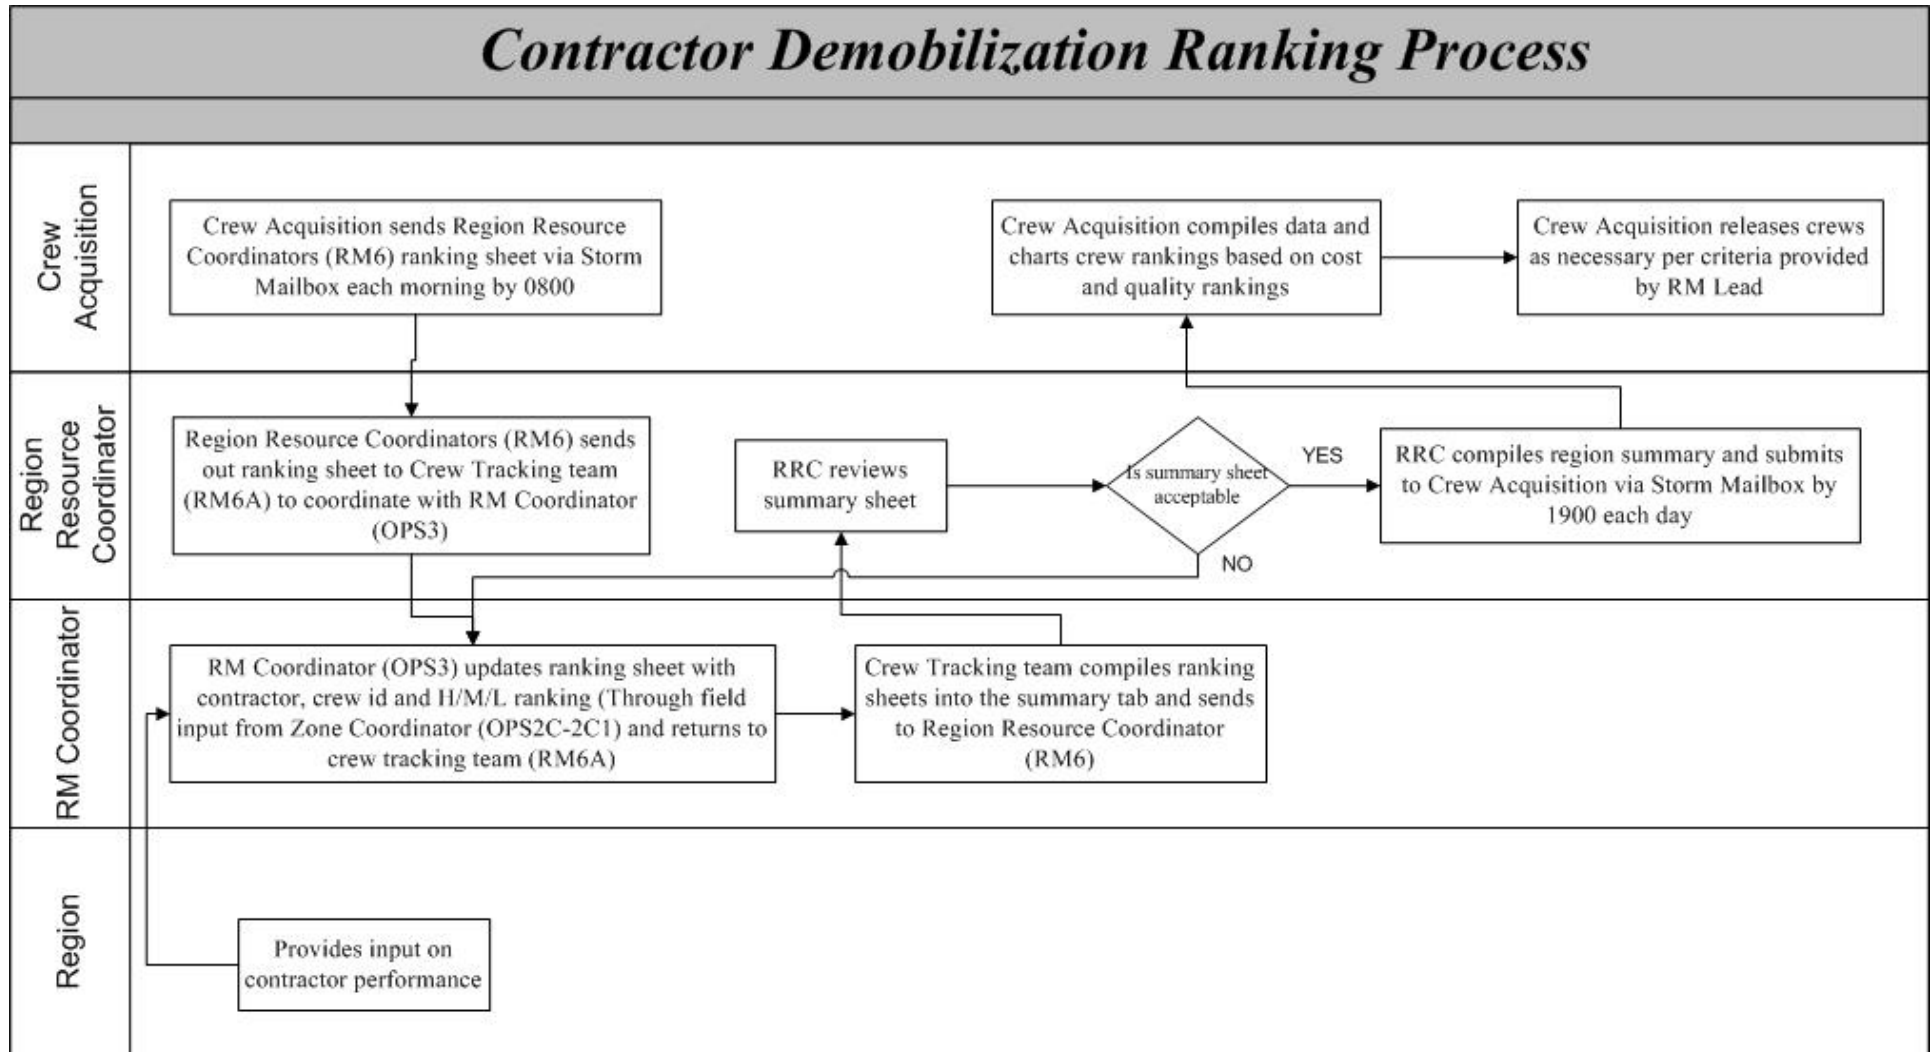 Contractor Demobilization Ranking Process
Crew
Acquisition
Crew Acquisition sends Region Resource
Coordinators (RM6) ranking sheet via Storm
Mailbox each morning by 0800
Crew Acquisition compiles data and
charts crew rankings based on cost
and quality rankings
Crew Acquisition releases crews
as necessary per criteria provided
by RM Lead
Region
Resource
Coordinator
Region Resource Coordinators (RM6) sends
out ranking sheet to Crew Tracking team
(RM6A) to coordinate with RM Coordinator
(OPS3)
RRC reviews
summary sheet
Is summary sheet
acceptable
YES
NO
RRC compiles region summary and submits
to Crew Acquisition via Storm Mailbox by
1900 each day
RM Coordinator
RM Coordinator (OPS3) updates ranking sheet with
contractor, crew id and H/M/L ranking (Through field
input from Zone Coordinator (OPS2C-2C1) and returns to
crew tracking team (RM6A)
Crew Tracking team compiles ranking
sheets into the summary tab and sends
to Region Resource Coordinator
(RM6)
Region
Provides input on
contractor performance